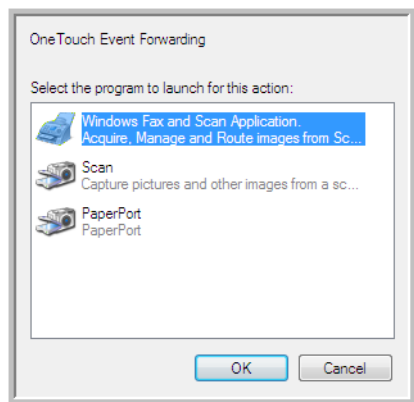 OneTouch Event Forwarding
Select the program to launch for this action:
Windows Fax and Scan Application.
Acquire, Manage and Route images from Sc...
Scan
Capture pictures and other images from a sc...
PaperPort
PaperPort
OK
Cancel